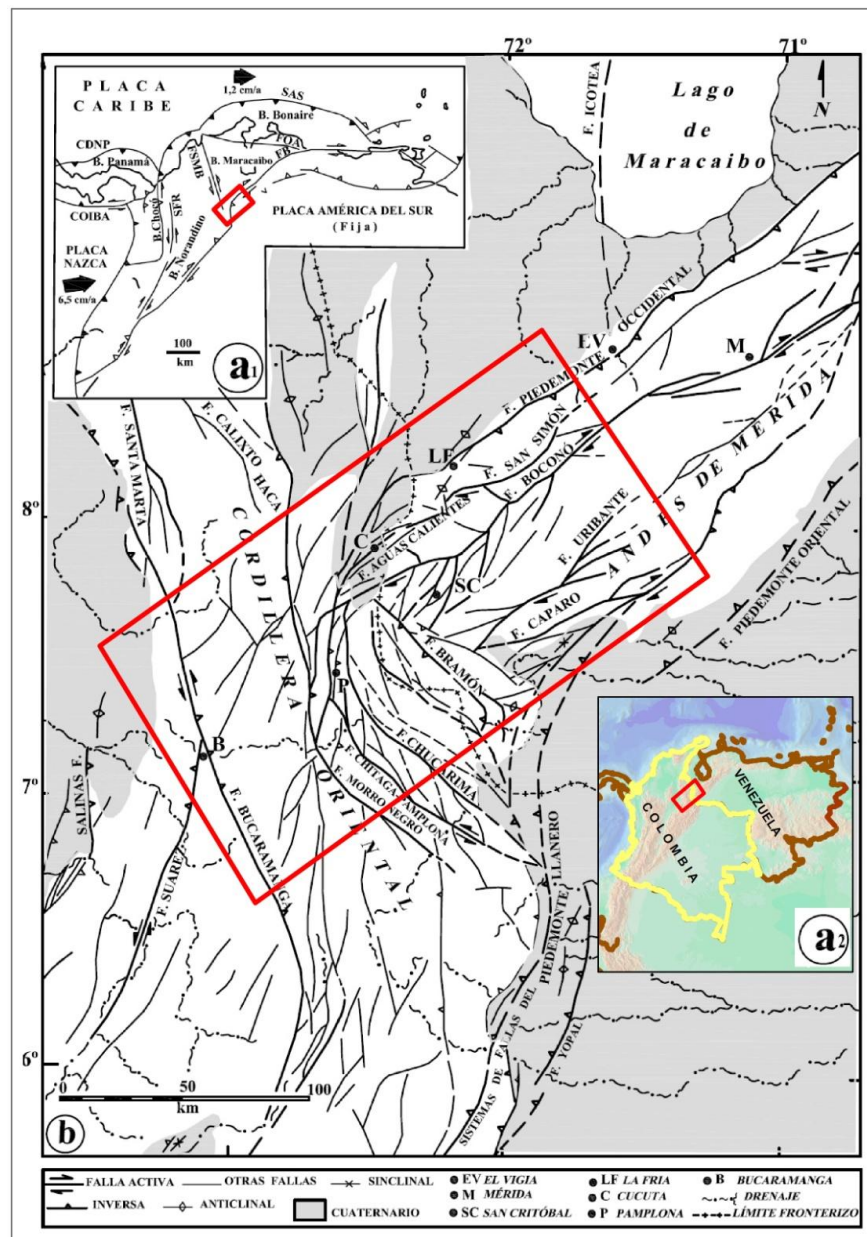 72º
71º
PLACA
CARIBE
1,2 cm/a
SAS
B. Bonaire
CDNP
B. Panamá
FSMB
FOA
FB
B. Maracaibo
COIBA
B.Chocó
SFR
PLACA AMÉRICA DEL SUR
(Fija)
PLACA
NAZCA
B. Norandino
6,5 cm/a
100
km
a1
F. ICOTEA
Lago
de
Maracaibo
N
EV
M
F. PIEDEMONTE OCCIDENTAL
F. SANTA MARTA
F. CALIXTO HACA
LF
F. SAN SIMÓN
F. BOCONÓ
8º
C
F. AGUAS CALIENTES
F. URIBANTE
ANDES DE MERIDA
SC
F. CAPARO
F. PIEDEMONTE ORIENTAL
CORDILLERA
ORIENTAL
F. BRAMÓN
P
B
F. CHUCARIMA
F. CHITAGA-PAMPLONA
F. MORRO NEGRO
7º
SALINAS F.
F. SUAREZ
F. BUCARAMANGA
SISTEMAS DE FALLAS DEL PIEDEMONTE LLANERO
F. YOPAL
COLOMBIA
VENEZUELA
a2
6º
0
50
100
km
b
FALLA ACTIVA
OTRAS FALLAS
SINCLINAL
EV EL VIGIA
LF LA FRIA
B BUCARAMANGA
INVERSA
ANTICLINAL
CUATERNARIO
M MÉRIDA
C CUCUTA
DRENAJE
SC SAN CRITÓBAL
P PAMPLONA
LÍMITE FRONTERIZO